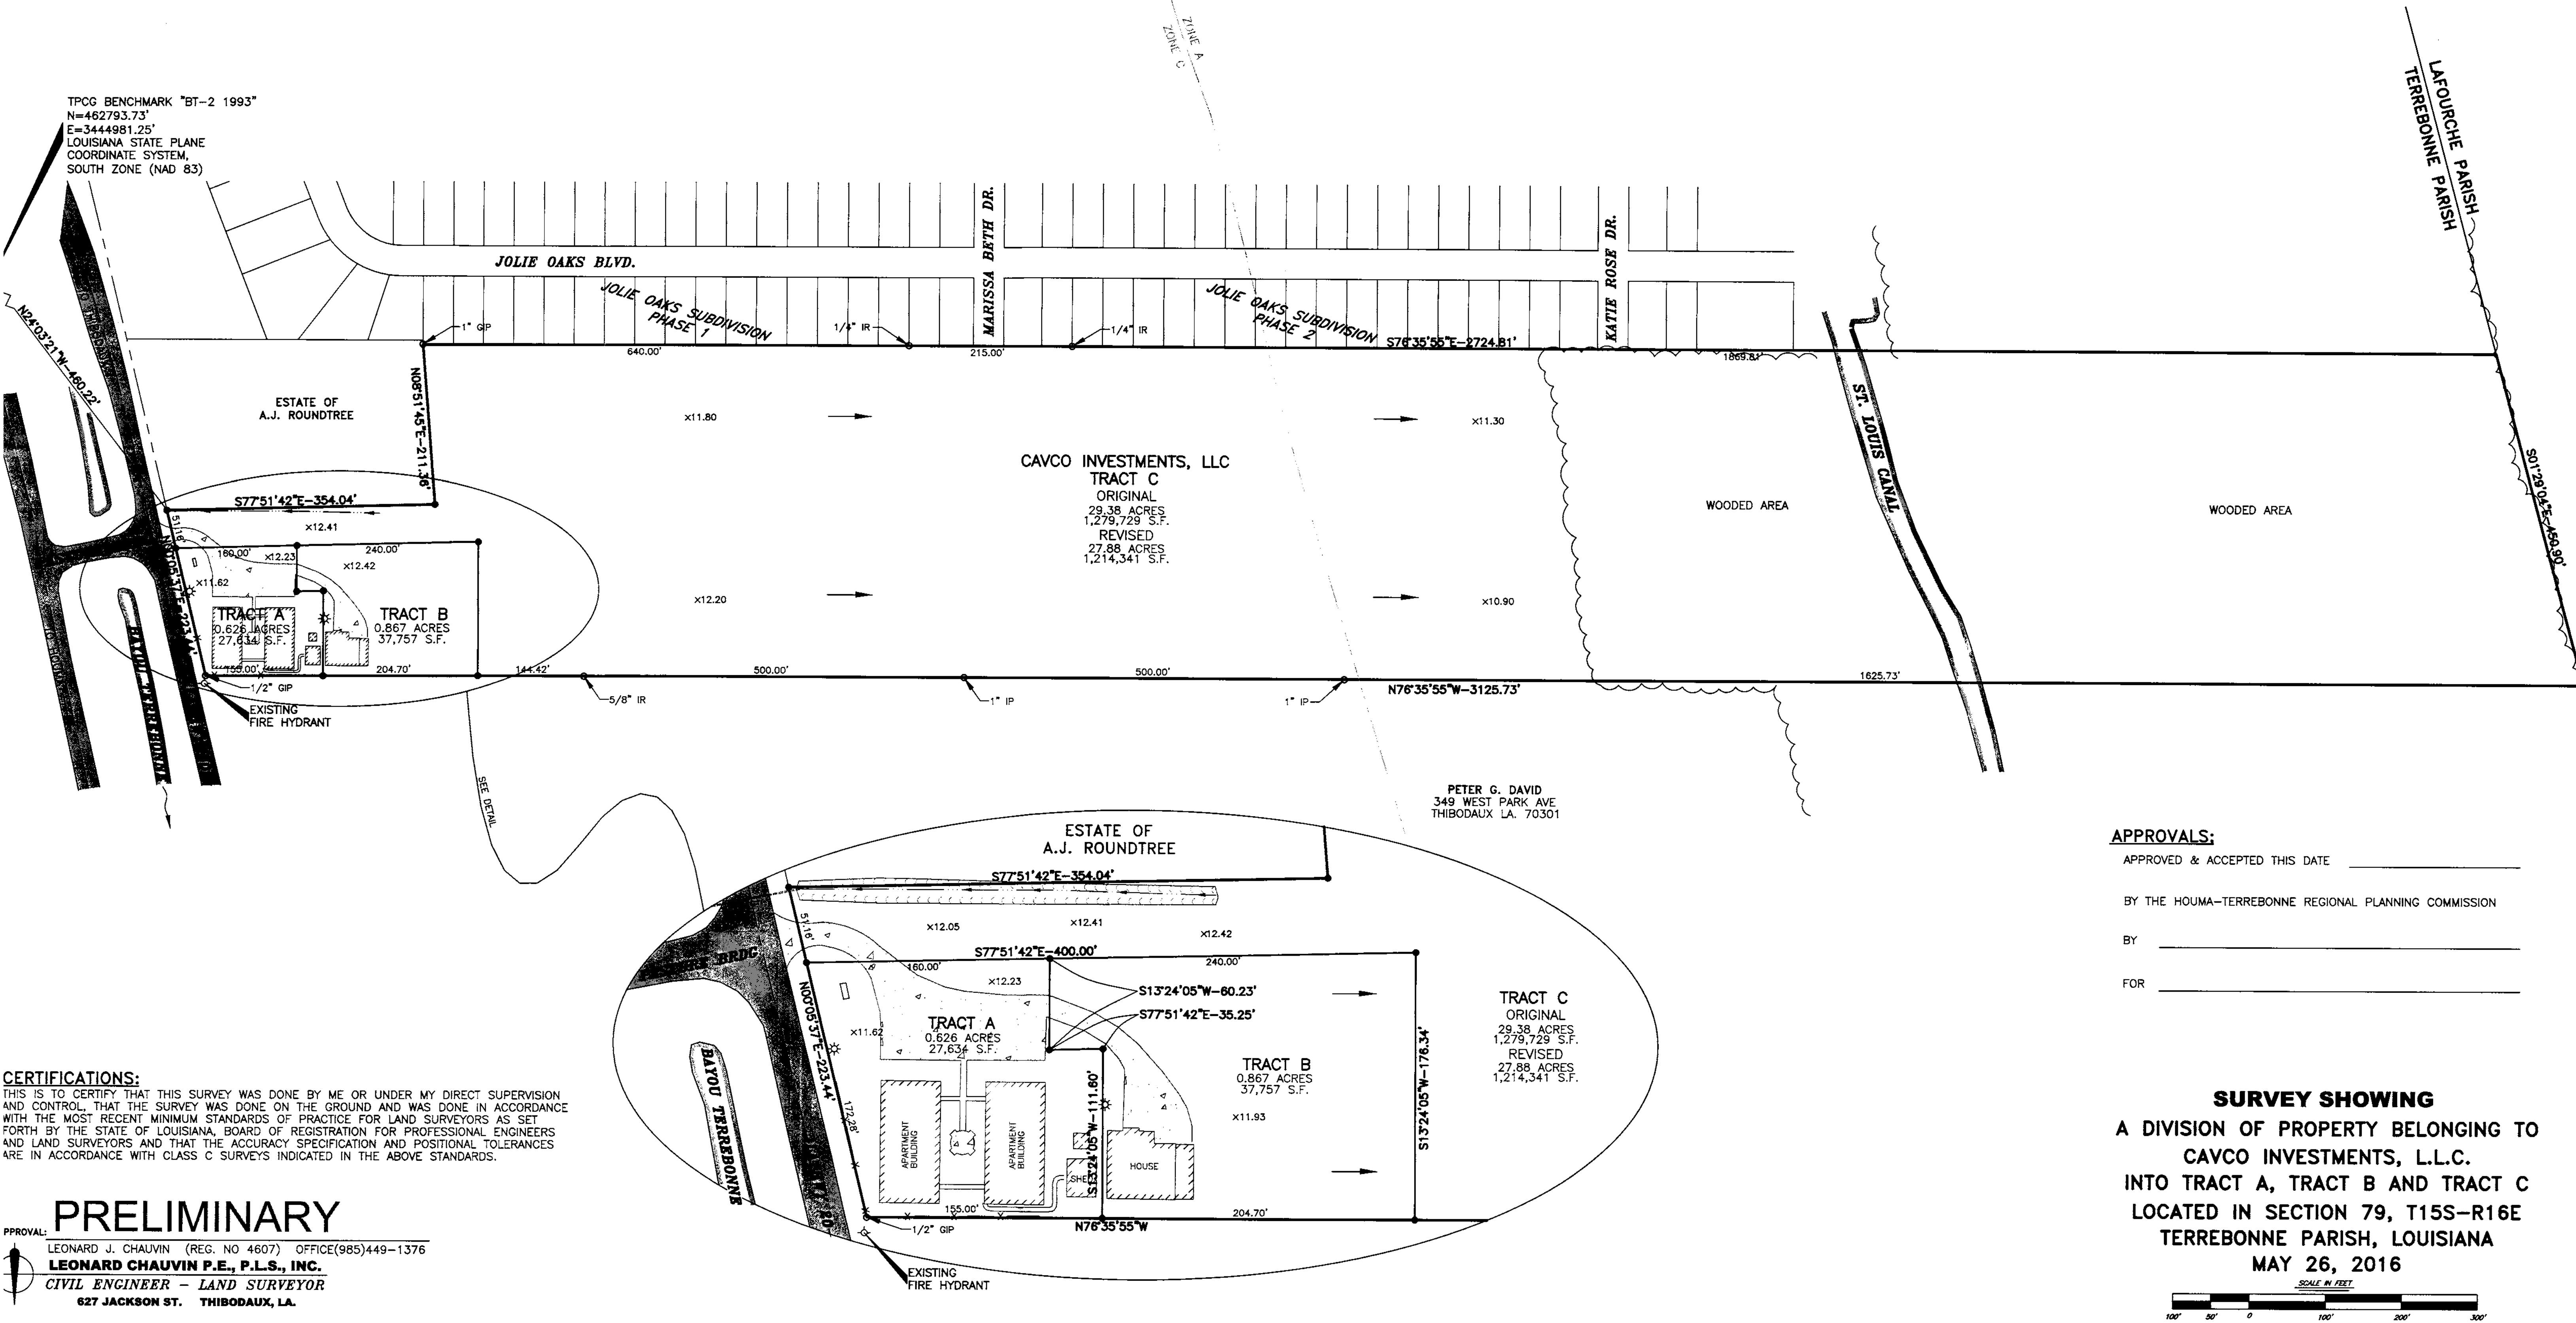 ZONE A
ZONE C
LAFOURCHE PARISH
TERREBONNE PARISH
TPCG BENCHMARK "BT-2 1993"
N=462793.73'
E=3444981.25'
LOUISIANA STATE PLANE
COORDINATE SYSTEM,
SOUTH ZONE (NAD 83)
N24°03'21"W-460.22'
JOLIE OAKS BLVD.
MARISSA BETH DR.
KATIE ROSE DR.
JOLIE OAKS SUBDIVISION
PHASE 1
JOLIE OAKS SUBDIVISION
PHASE 2
1" GIP
1/4" IR
1/4" IR
640.00'
215.00'
S76°35'55"E-2724.81'
1869.81'
ESTATE OF
A.J. ROUNDTREE
N08°51'45"E-211.36'
x11.80
x11.30
CAVCO INVESTMENTS, LLC
TRACT C
ORIGINAL
29.38 ACRES
1,279,729 S.F.
REVISED
27.88 ACRES
1,214,341 S.F.
WOODED AREA
ST. LOUIS CANAL
WOODED AREA
S01°29'04"E-450.90'
S77°51'42"E-354.04'
51.16'
x12.41
160.00'
x12.23
240.00'
x12.42
x11.62
N00°05'37"E-223.44'
TRACT A
0.626 ACRES
27,634 S.F.
TRACT B
0.867 ACRES
37,757 S.F.
x12.20
x10.90
155.00'
204.70'
144.42'
500.00'
500.00'
1625.73'
1/2" GIP
5/8" IR
1" IP
1" IP
N76°35'55"W-3125.73'
EXISTING
FIRE HYDRANT
BAYOU TERREBONNE
SEE DETAIL
PETER G. DAVID
349 WEST PARK AVE
THIBODAUX LA. 70301
ESTATE OF
A.J. ROUNDTREE
S77°51'42"E-354.04'
51.16'
x12.05
x12.41
x12.42
S77°51'42"E-400.00'
160.00'
240.00'
x12.23
S13°24'05"W-60.23'
S77°51'42"E-35.25'
BRDG
N00°05'37"E-223.44'
x11.62
TRACT A
0.626 ACRES
27,634 S.F.
TRACT B
0.867 ACRES
37,757 S.F.
x11.93
S13°24'05"W-176.34'
TRACT C
ORIGINAL
29.38 ACRES
1,279,729 S.F.
REVISED
27.88 ACRES
1,214,341 S.F.
172.28'
BAYOU TERREBONNE
APARTMENT
BUILDING
APARTMENT
BUILDING
S13°24'05"W-111.60'
HOUSE
155.00'
N76°35'55"W
204.70'
1/2" GIP
EXISTING
FIRE HYDRANT
APPROVALS:
APPROVED & ACCEPTED THIS DATE
BY THE HOUMA-TERREBONNE REGIONAL PLANNING COMMISSION
BY
FOR
CERTIFICATIONS:
THIS IS TO CERTIFY THAT THIS SURVEY WAS DONE BY ME OR UNDER MY DIRECT SUPERVISION
AND CONTROL, THAT THE SURVEY WAS DONE ON THE GROUND AND WAS DONE IN ACCORDANCE
WITH THE MOST RECENT MINIMUM STANDARDS OF PRACTICE FOR LAND SURVEYORS AS SET
FORTH BY THE STATE OF LOUISIANA, BOARD OF REGISTRATION FOR PROFESSIONAL ENGINEERS
AND LAND SURVEYORS AND THAT THE ACCURACY SPECIFICATION AND POSITIONAL TOLERANCES
ARE IN ACCORDANCE WITH CLASS C SURVEYS INDICATED IN THE ABOVE STANDARDS.
PRELIMINARY
PPROVAL:
LEONARD J. CHAUVIN (REG. NO 4607) OFFICE(985)449-1376
LEONARD CHAUVIN P.E., P.L.S., INC.
CIVIL ENGINEER - LAND SURVEYOR
627 JACKSON ST. THIBODAUX, LA.
SURVEY SHOWING
A DIVISION OF PROPERTY BELONGING TO
CAVCO INVESTMENTS, L.L.C.
INTO TRACT A, TRACT B AND TRACT C
LOCATED IN SECTION 79, T15S-R16E
TERREBONNE PARISH, LOUISIANA
MAY 26, 2016
SCALE IN FEET
100' 50' 0 100' 200' 300'